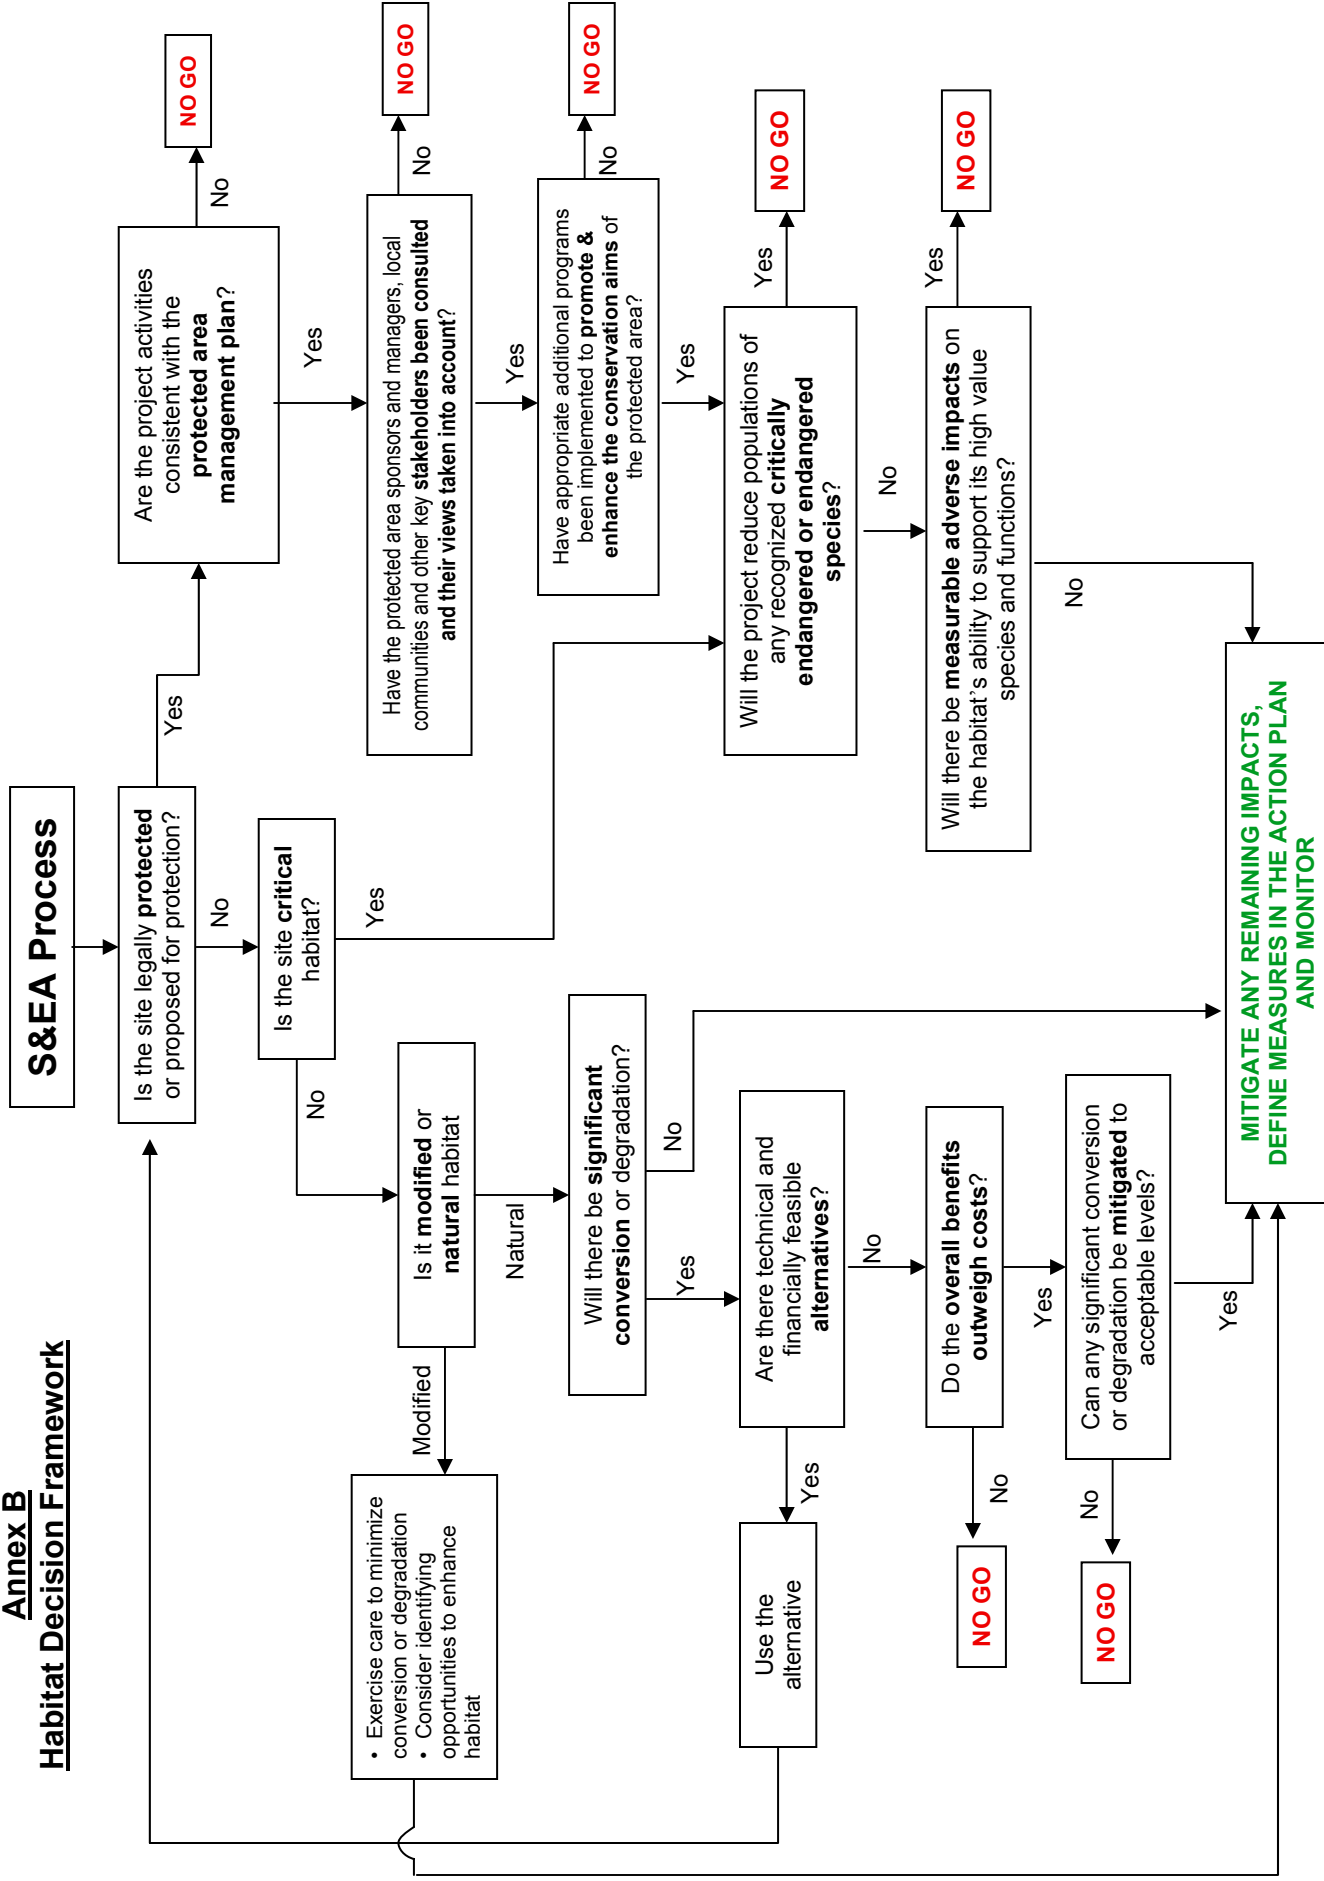 Annex B
Habitat Decision Framework
S&EA Process
Is the site legally protected
or proposed for protection?
Yes
No
Are the project activities
consistent with the
protected area
management plan?
No
NO GO
Yes
Is the site critical
habitat?
No
Yes
Have the protected area sponsors and managers, local
communities and other key stakeholders been consulted
and their views taken into account?
No
NO GO
Yes
Is it modified or
natural habitat
Modified
Natural
• Exercise care to minimize
conversion or degradation
• Consider identifying
opportunities to enhance
habitat
Have appropriate additional programs
been implemented to promote &
enhance the conservation aims of
the protected area?
No
NO GO
Yes
Will there be significant
conversion or degradation?
No
Yes
Will the project reduce populations of
any recognized critically
endangered or endangered
species?
Yes
NO GO
No
Are there technical and
financially feasible
alternatives?
Yes
No
Use the
alternative
Will there be measurable adverse impacts on
the habitat's ability to support its high value
species and functions?
Yes
NO GO
No
Do the overall benefits
outweigh costs?
No
NO GO
Yes
Can any significant conversion
or degradation be mitigated to
acceptable levels?
No
NO GO
Yes
MITIGATE ANY REMAINING IMPACTS,
DEFINE MEASURES IN THE ACTION PLAN
AND MONITOR